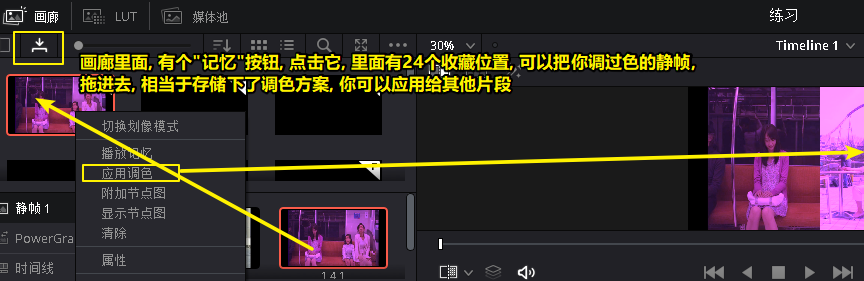 画廊 LUT 媒体池 练习
30% Timeline 1
画廊里面, 有个"记忆"按钮, 点击它, 里面有24个收藏位置, 可以把你调过色的静帧,
拖进去, 相当于存储下了调色方案, 你可以应用给其他片段
切换划像模式
播放记忆
应用调色
附加节点图
显示节点图
静帧 1
清除
PowerGra
属性
时间线
1.4.1